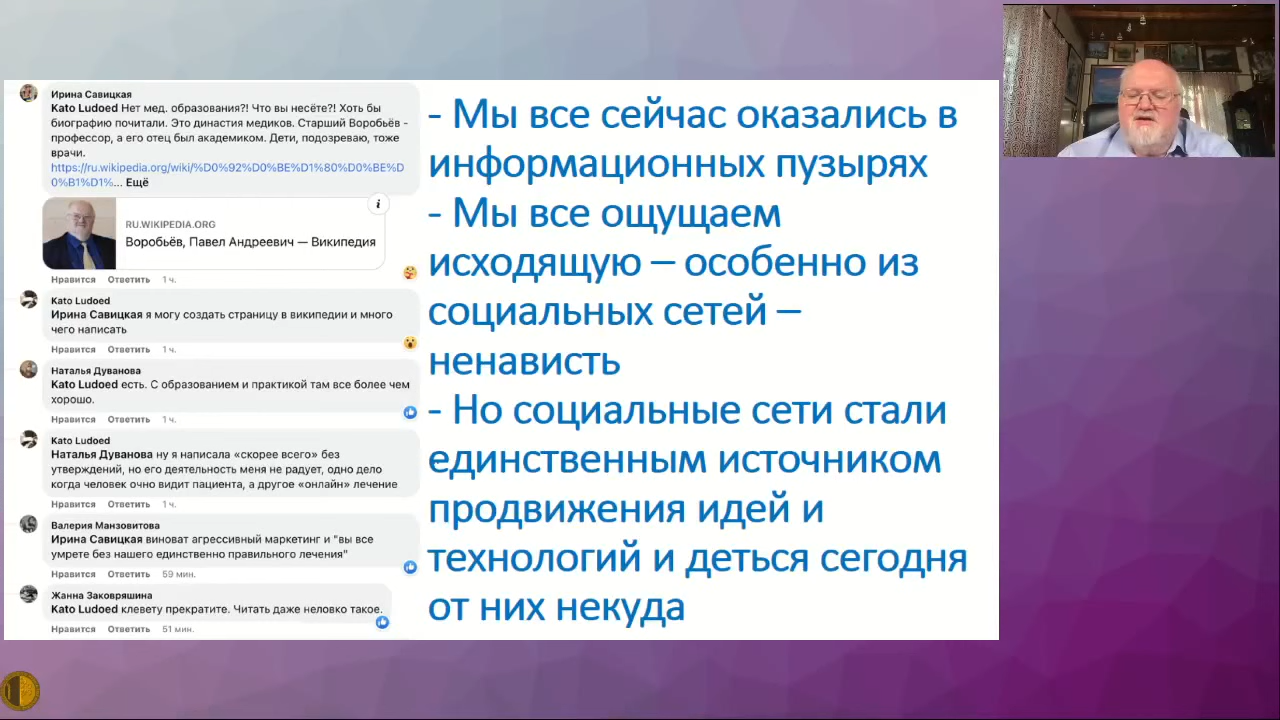 Ирина Савицкая
Kato Ludoed Нет мед. образования?! Что вы несёте?! Хоть бы
биографию почитали. Это династия медиков. Старший Воробьёв -
профессор, а его отец был академиком. Дети, подозреваю, тоже
врачи.
https://ru.wikipedia.org/wiki/%D0%92%D0%BE%D1%80%D0%BE%D
0%B1%D1%... Ещё
i
RU.WIKIPEDIA.ORG
Воробьёв, Павел Андреевич — Википедия
Нравится Ответить 1 ч.
Kato Ludoed
Ирина Савицкая я могу создать страницу в википедии и много
чего написать
Нравится Ответить 1 ч.
Наталья Дуванова
Kato Ludoed есть. С образованием и практикой там все более чем
хорошо.
Нравится Ответить 1 ч.
Kato Ludoed
Наталья Дуванова ну я написала «скорее всего» без
утверждений, но его деятельность меня не радует, одно дело
когда человек очно видит пациента, а другое «онлайн» лечение
Нравится Ответить 1 ч.
Валерия Манзовитова
Ирина Савицкая виноват агрессивный маркетинг и "вы все
умрете без нашего единственно правильного лечения"
Нравится Ответить 59 мин.
Жанна Заковряшина
Kato Ludoed клевету прекратите. Читать даже неловко такое.
Нравится Ответить 51 мин.
- Мы все сейчас оказались в
информационных пузырях
- Мы все ощущаем
исходящую – особенно из
социальных сетей –
ненависть
- Но социальные сети стали
единственным источником
продвижения идей и
технологий и деться сегодня
от них некуда